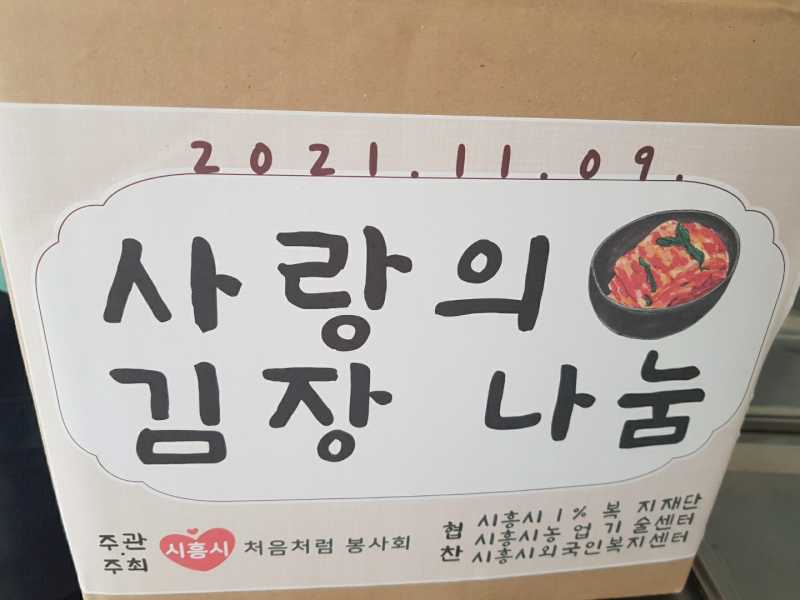 2021.11.09.
사랑의
김장 나눔
주관·주최 시흥시 처음처럼 봉사회
협찬 시흥시1%복지재단
시흥시농업기술센터
시흥시외국인복지센터